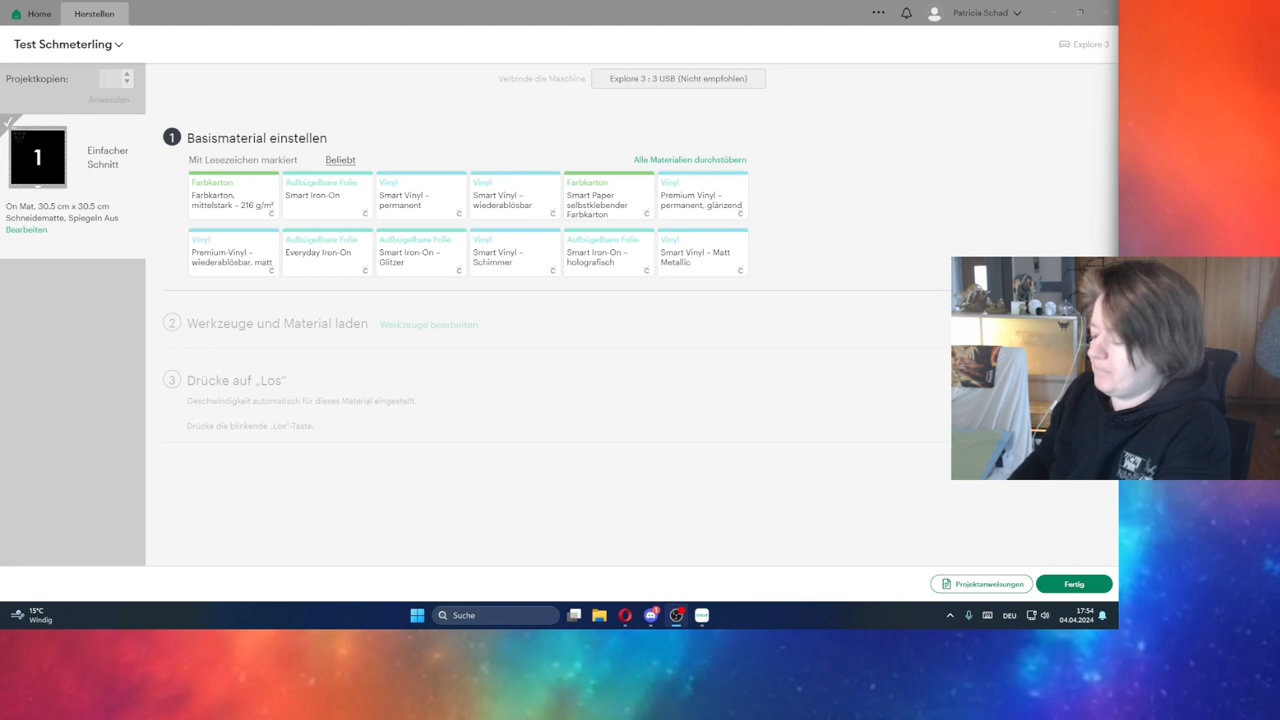 Home
Herstellen
Patricia Schad
Test Schmeterling
Explore 3
Projektkopien:
Anwenden
Verbinde die Maschine
Explore 3 : 3 USB (Nicht empfohlen)
1
Einfacher
Schnitt
On Mat, 30.5 cm x 30.5 cm
Schneidematte, Spiegeln Aus
Bearbeiten
1 Basismaterial einstellen
Mit Lesezeichen markiert
Beliebt
Alle Materialien durchstöbern
Farbkarton
Farbkarton,
mittelstark – 216 g/m²
Aufbügelbare Folie
Smart Iron-On
Vinyl
Smart Vinyl –
permanent
Vinyl
Smart Vinyl –
wiederablösbar
Farbkarton
Smart Paper
selbstklebender
Farbkarton
Vinyl
Premium Vinyl –
permanent, glänzend
Vinyl
Premium-Vinyl –
wiederablösbar, matt
Aufbügelbare Folie
Everyday Iron-On
Aufbügelbare Folie
Smart Iron-On –
Glitzer
Vinyl
Smart Vinyl –
Schimmer
Aufbügelbare Folie
Smart Iron-On –
holografisch
Vinyl
Smart Vinyl – Matt
Metallic
2 Werkzeuge und Material laden
Werkzeuge bearbeiten
3 Drücke auf „Los“
Geschwindigkeit automatisch für dieses Material eingestellt.
Drücke die blinkende „Los“-Taste.
Projektanweisungen
Fertig
15°C
Windig
Suche
DEU
17:54
04.04.2024